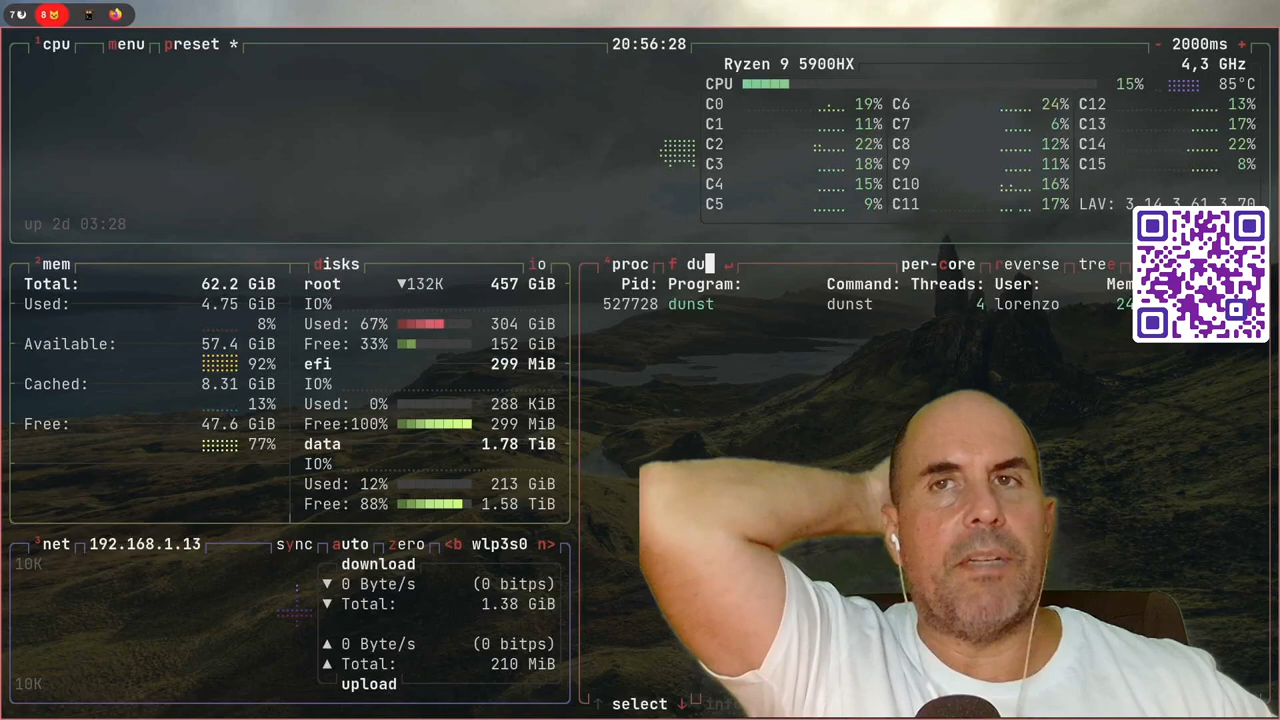 7 8
¹cpu menu preset * 20:56:28 - 2000ms +
Ryzen 9 5900HX 4,3 GHz
CPU 15% 85°C
C0 19% C6 24% C12 13%
C1 11% C7 6% C13 17%
C2 22% C8 12% C14 22%
C3 18% C9 11% C15 8%
C4 15% C10 16%
C5 9% C11 17% LAV: 3.14 3.61 3.70
up 2d 03:28
²mem disks io
Total: 62.2 GiB
Used: 4.75 GiB
8%
Available: 57.4 GiB
92%
Cached: 8.31 GiB
13%
Free: 47.6 GiB
77%
root ▼132K 457 GiB
IO%
Used: 67% 304 GiB
Free: 33% 152 GiB
efi 299 MiB
IO%
Used: 0% 288 KiB
Free:100% 299 MiB
data 1.78 TiB
IO%
Used: 12% 213 GiB
Free: 88% 1.58 TiB
⁴proc f du ↵ per-core reverse tree
Pid: Program: Command: Threads: User:
527728 dunst dunst 4 lorenzo
³net 192.168.1.13 sync auto zero <b wlp3s0 n>
10K
download
▼ 0 Byte/s (0 bitps)
▼ Total: 1.38 GiB
▲ 0 Byte/s (0 bitps)
▲ Total: 210 MiB
10K
upload
↑ select ↓